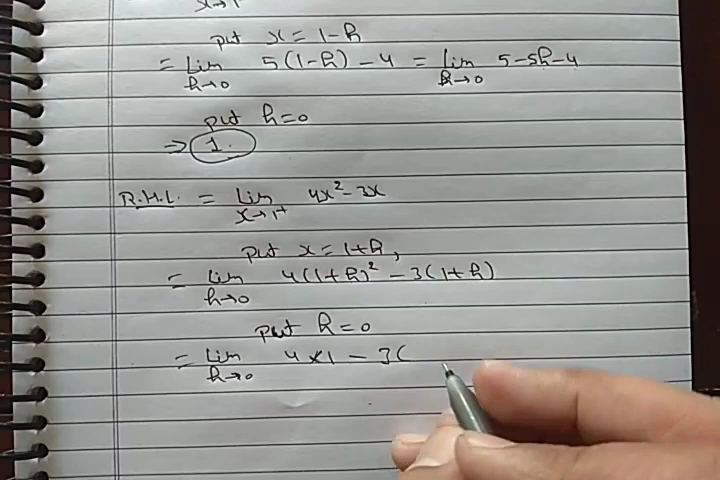 x→1
put x = 1-h
= Lim h→0 5(1-h) - 4 = Lim h→0 5-5h-4
put h=0
⇒ 1.
R.H.L. = Lim x→1⁺ 4x² - 3x
put x = 1+h,
= Lim h→0 4(1+h)² - 3(1+h)
put h = 0
= Lim h→0 4×1 - 3(